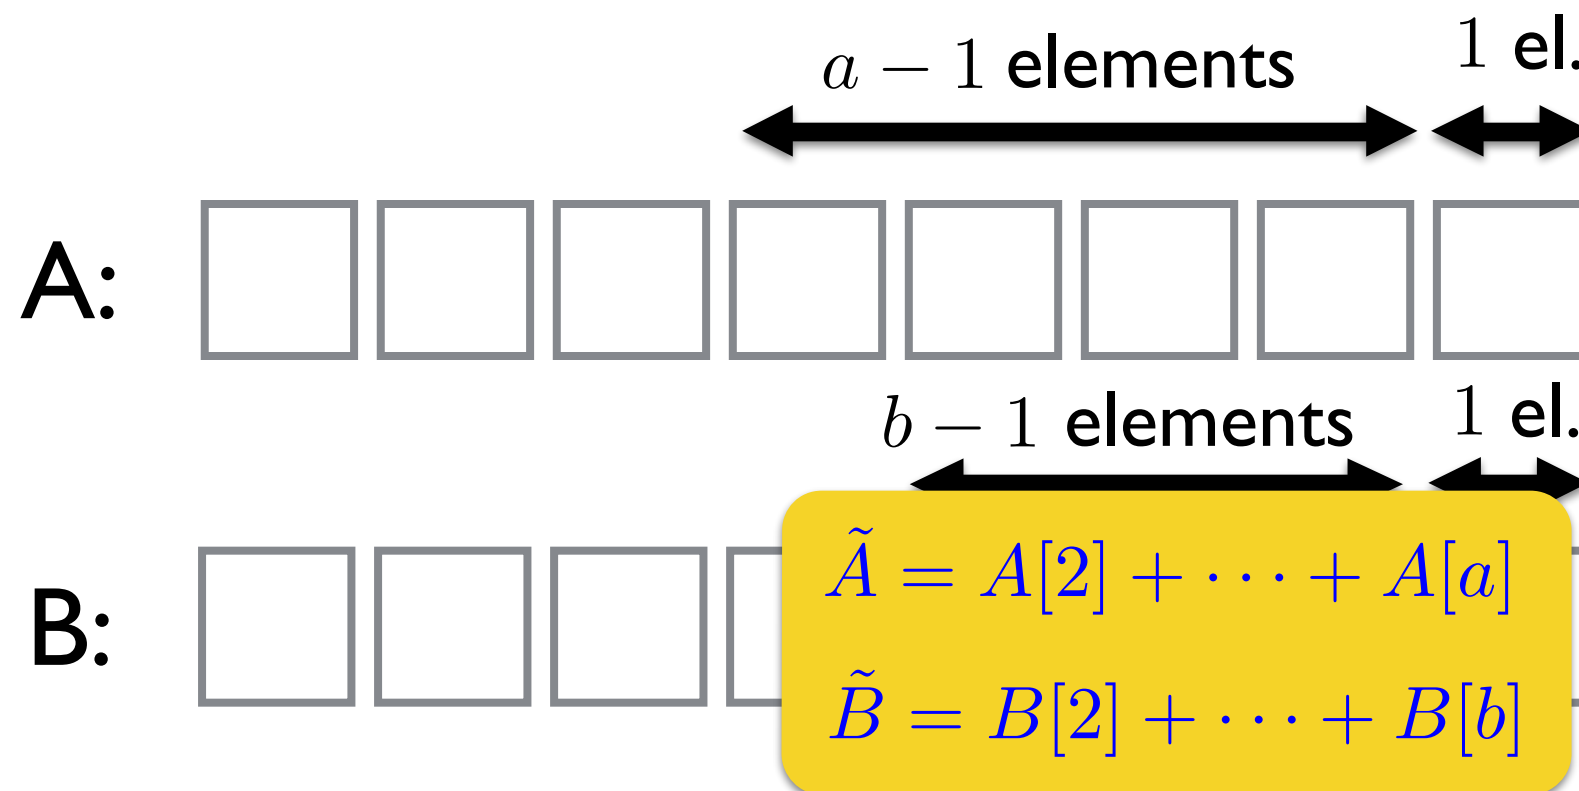 a − 1 elements 1 el.
A:
b − 1 elements 1 el.
B:
Ã = A[2] + · · · + A[a]
B̃ = B[2] + · · · + B[b]